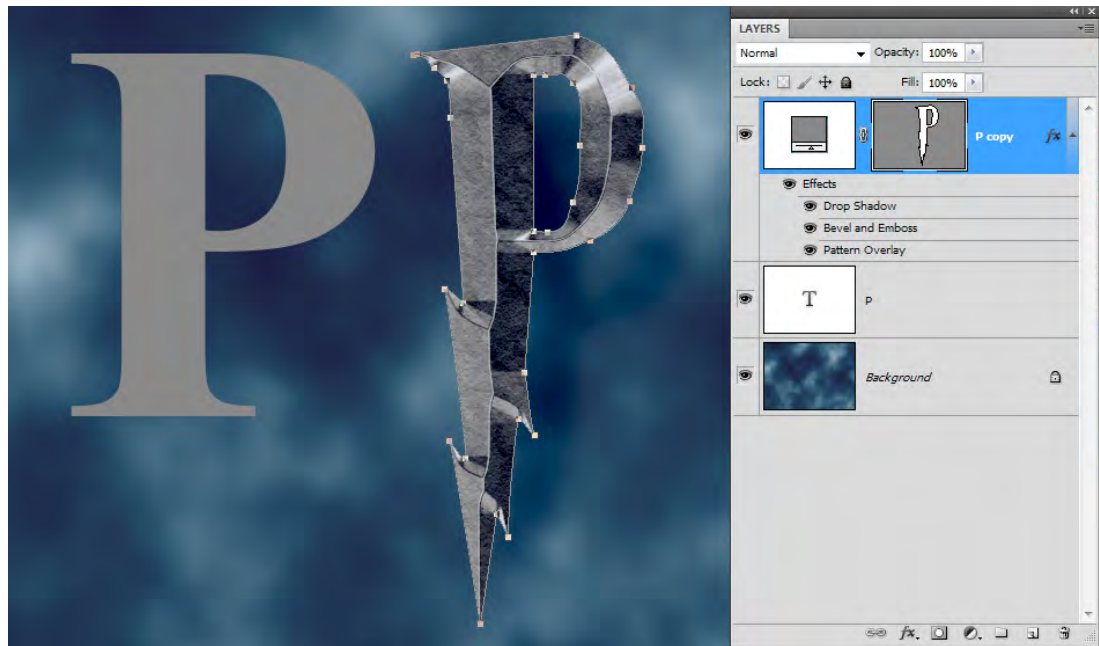 P
P
LAYERS
Normal
Opacity: 100%
Lock:
Fill: 100%
P
P copy
fx
Effects
Drop Shadow
Bevel and Emboss
Pattern Overlay
T
P
Background
fx.